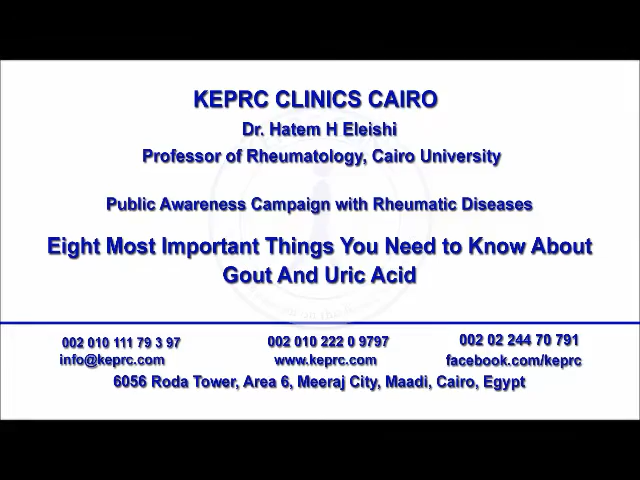 KEPRC CLINICS CAIRO
Dr. Hatem H Eleishi
Professor of Rheumatology, Cairo University
Public Awareness Campaign with Rheumatic Diseases
Eight Most Important Things You Need to Know About
Gout And Uric Acid
002 010 111 79 3 97 002 010 222 0 9797 002 02 244 70 791
info@keprc.com www.keprc.com facebook.com/keprc
6056 Roda Tower, Area 6, Meeraj City, Maadi, Cairo, Egypt